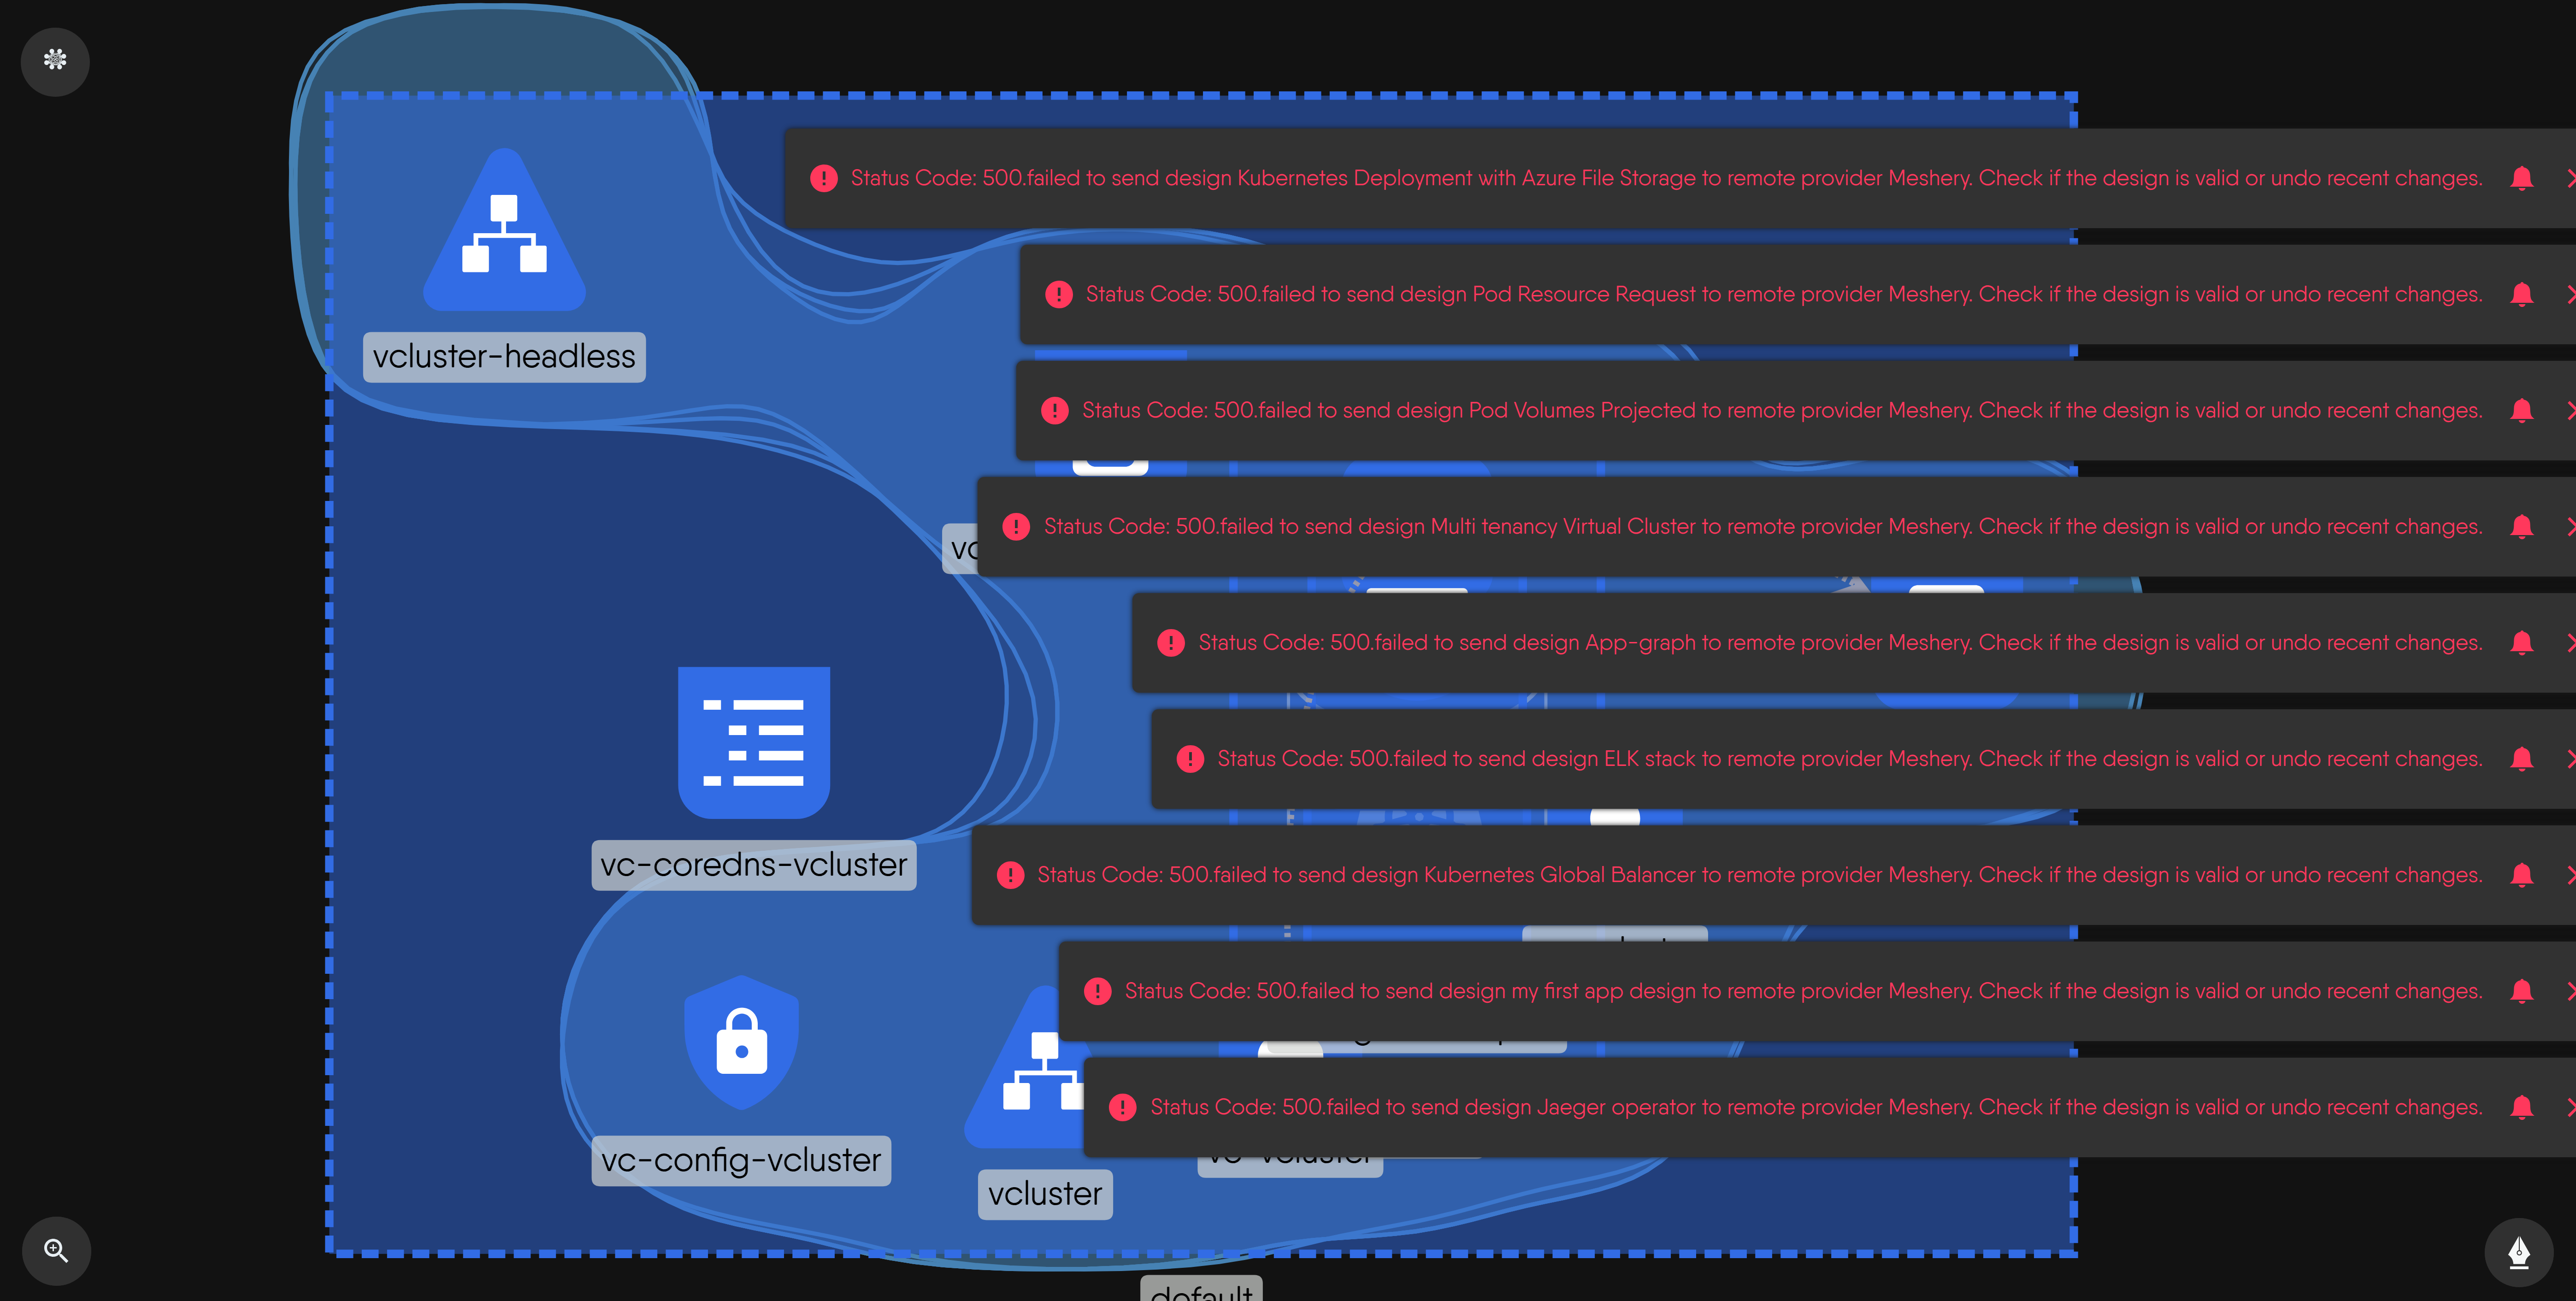 Status Code: 500.failed to send design Kubernetes Deployment with Azure File Storage to remote provider Meshery. Check if the design is valid or undo recent changes.
Status Code: 500.failed to send design Pod Resource Request to remote provider Meshery. Check if the design is valid or undo recent changes.
vcluster-headless
Status Code: 500.failed to send design Pod Volumes Projected to remote provider Meshery. Check if the design is valid or undo recent changes.
Status Code: 500.failed to send design Multi tenancy Virtual Cluster to remote provider Meshery. Check if the design is valid or undo recent changes.
Status Code: 500.failed to send design App-graph to remote provider Meshery. Check if the design is valid or undo recent changes.
Status Code: 500.failed to send design ELK stack to remote provider Meshery. Check if the design is valid or undo recent changes.
vc-coredns-vcluster
Status Code: 500.failed to send design Kubernetes Global Balancer to remote provider Meshery. Check if the design is valid or undo recent changes.
Status Code: 500.failed to send design my first app design to remote provider Meshery. Check if the design is valid or undo recent changes.
Status Code: 500.failed to send design Jaeger operator to remote provider Meshery. Check if the design is valid or undo recent changes.
vc-config-vcluster
vc-vcluster
vcluster
default